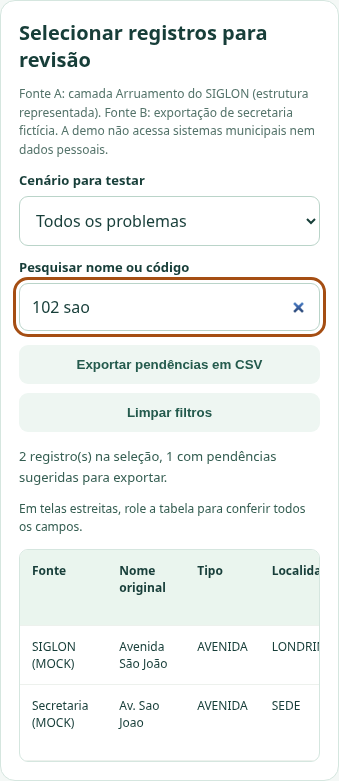 Selecionar registros para
revisão
Fonte A: camada Arruamento do SIGLON (estrutura
representada). Fonte B: exportação de secretaria
fictícia. A demo não acessa sistemas municipais nem
dados pessoais.
Cenário para testar
Todos os problemas
Pesquisar nome ou código
102 sao
Exportar pendências em CSV
Limpar filtros
2 registro(s) na seleção, 1 com pendências
sugeridas para exportar.
Em telas estreitas, role a tabela para conferir todos
os campos.
Fonte Nome original Tipo
SIGLON (MOCK) Avenida São João AVENIDA
Secretaria (MOCK) Av. Sao Joao AVENIDA SEDE